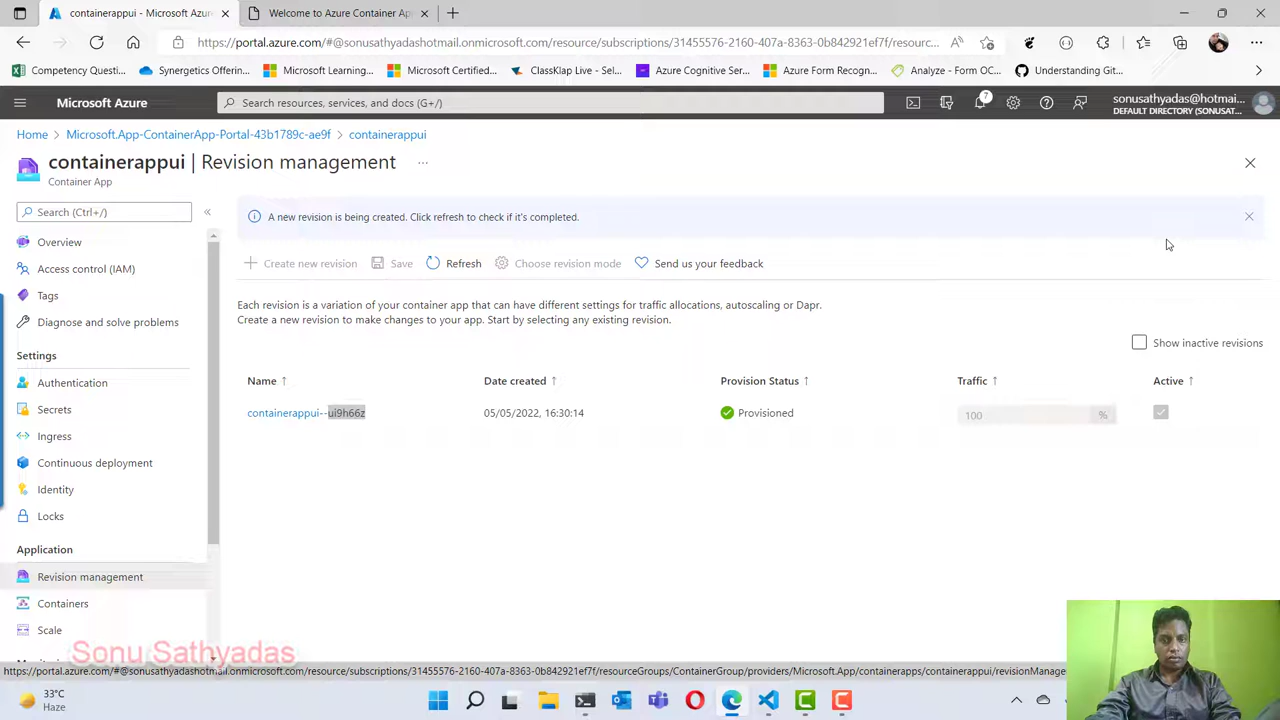 containerappui - Microsoft Azur
Welcome to Azure Container Ap
https://portal.azure.com/#@sonusathyadashotmail.onmicrosoft.com/resource/subscriptions/31455576-2160-407a-8363-0b842921ef7f/resourc...
Competency Questi...
Synergetics Offerin...
Microsoft Learning...
Microsoft Certified...
ClassKlap Live - Sel...
Azure Cognitive Ser...
Azure Form Recogn...
Analyze - Form OC...
Understanding Git...
Microsoft Azure
Search resources, services, and docs (G+/)
7
sonusathyadas@hotmai...
DEFAULT DIRECTORY (SONUSAT...
Home > Microsoft.App-ContainerApp-Portal-43b1789c-ae9f > containerappui
containerappui | Revision management ...
Container App
Search (Ctrl+/)
A new revision is being created. Click refresh to check if it's completed.
Overview
Access control (IAM)
Tags
Diagnose and solve problems
Settings
Authentication
Secrets
Ingress
Continuous deployment
Identity
Locks
Application
Revision management
Containers
Scale
Create new revision
Save
Refresh
Choose revision mode
Send us your feedback
Each revision is a variation of your container app that can have different settings for traffic allocations, autoscaling or Dapr.
Create a new revision to make changes to your app. Start by selecting any existing revision.
Show inactive revisions
Name ↑ Date created ↑ Provision Status ↑ Traffic ↑ Active ↑
containerappui--ui9h66z 05/05/2022, 16:30:14 Provisioned 100 %
Sonu Sathyadas
https://portal.azure.com/#@sonusathyadashotmail.onmicrosoft.com/resource/subscriptions/31455576-2160-407a-8363-0b842921ef7f/resourceGroups/ContainerGroup/providers/Microsoft.App/containerapps/containerappui/revisionManage
33°C
Haze